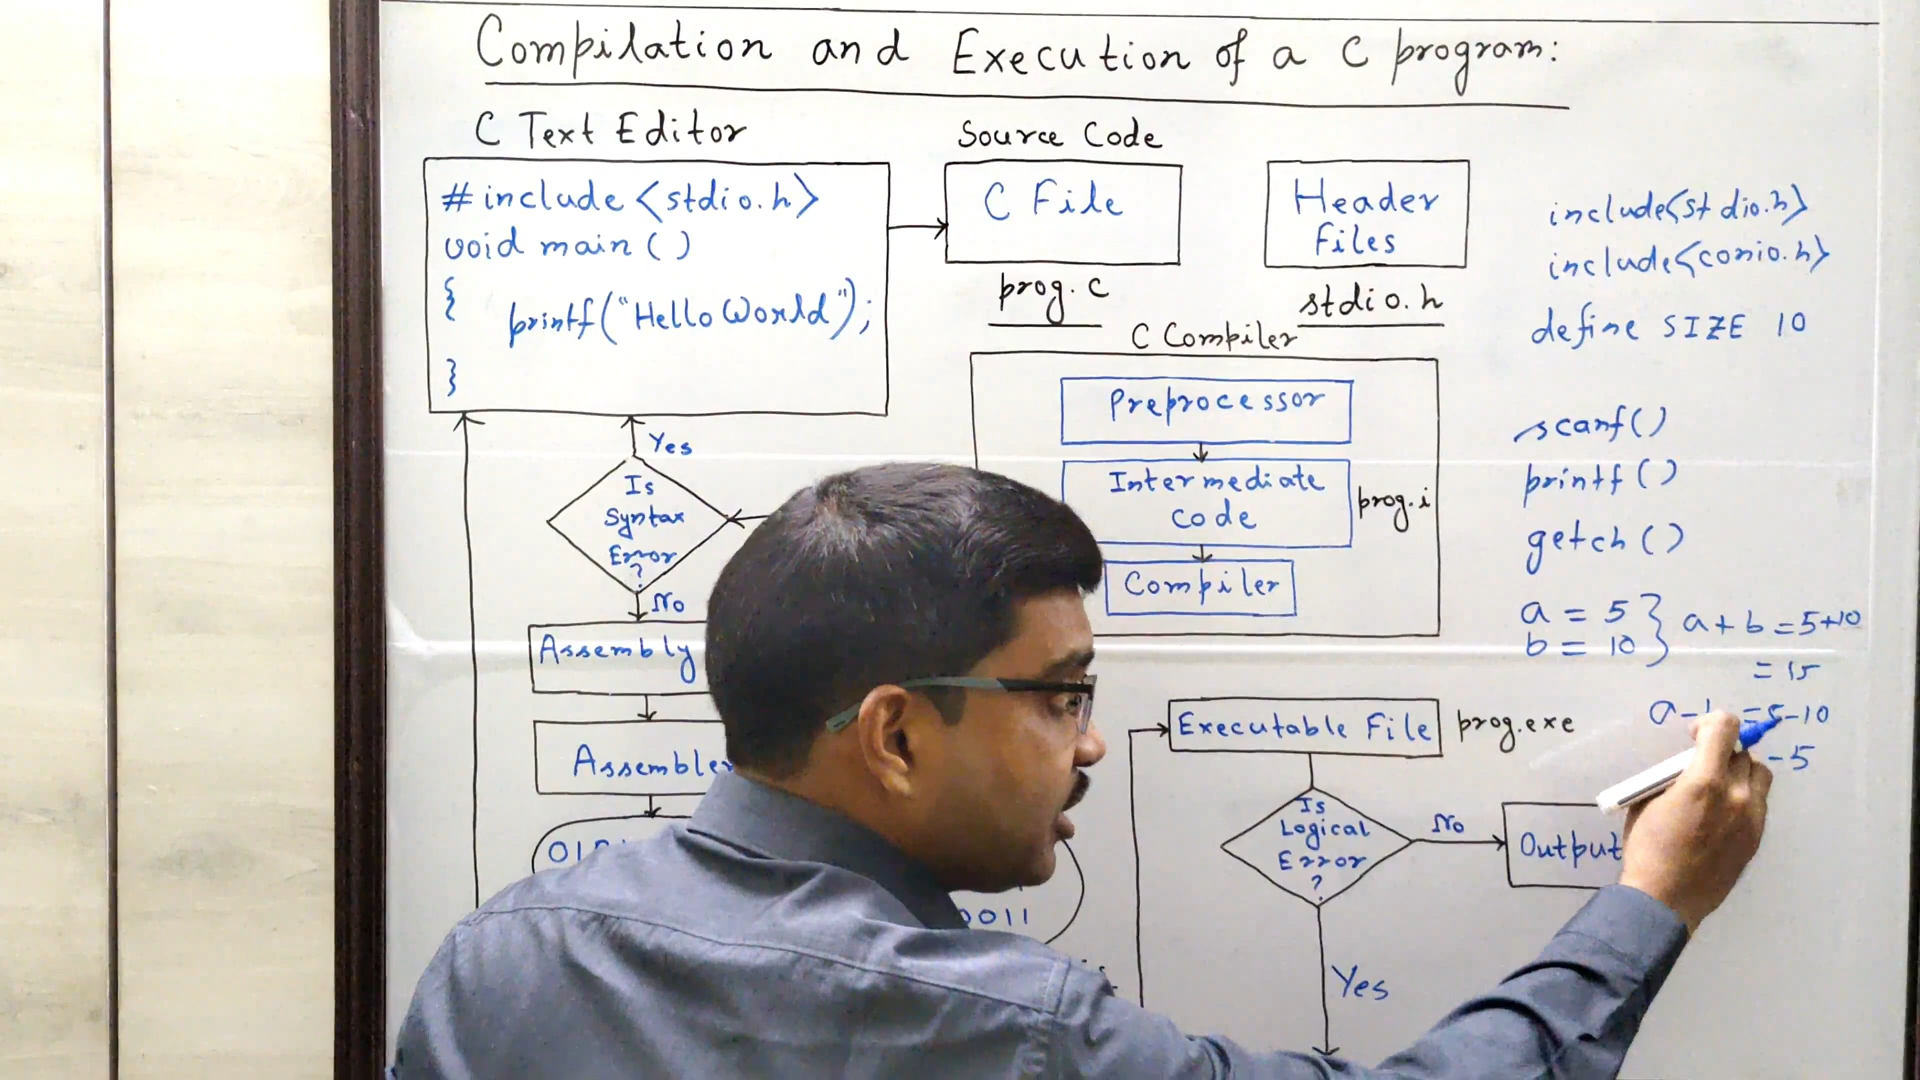 Compilation and Execution of a C program:
C Text Editor
#include <stdio.h>
void main()
{
printf("Hello World");
}
Source Code
C File
prog.c
Header
Files
stdio.h
include<stdio.h>
include<conio.h>
define SIZE 10
C Compiler
Preprocessor
Intermediate
Code
prog.i
Compiler
scanf()
printf()
getch()
a = 5
b = 10
a + b = 5+10
= 15
= 5-10
-5
Yes
Is
Syntax
Error
?
No
Assembly
Assembler
0011
Executable File
prog.exe
Is
Logical
Error
?
No
Output
Yes